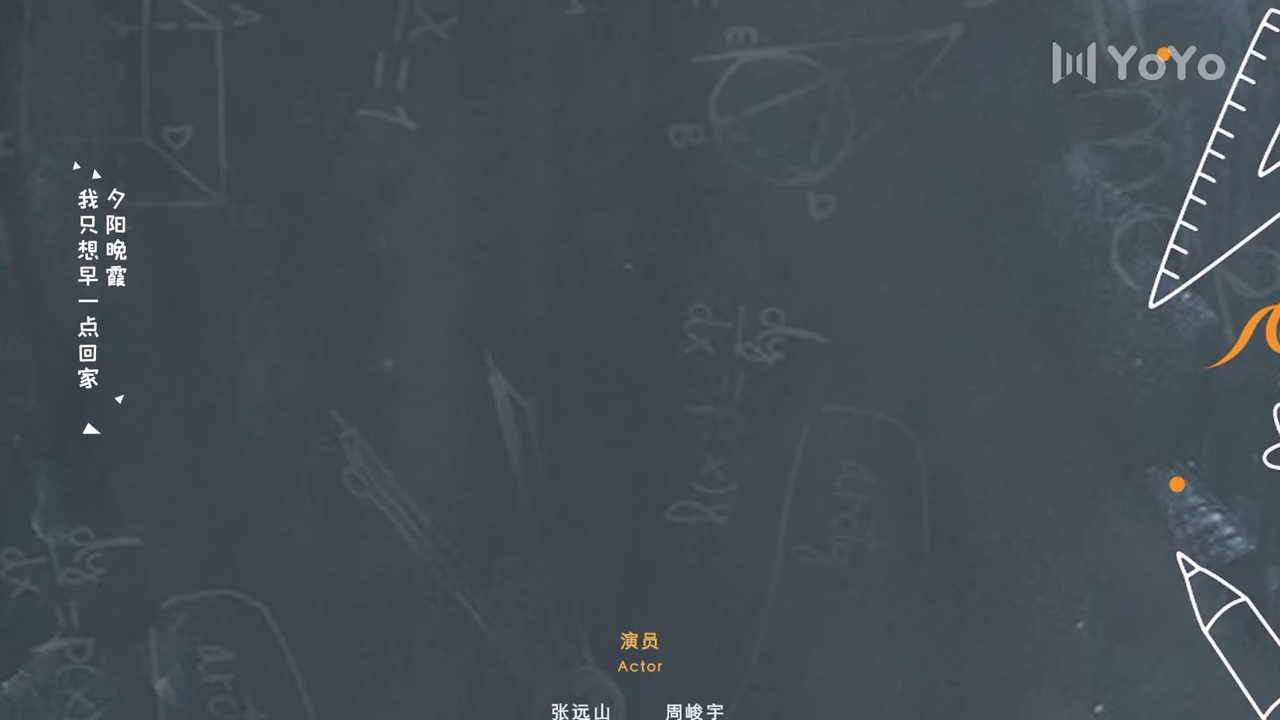 YoYo
夕阳晚霞
我只想早一点回家
演员
Actor
张远山 周峻宇